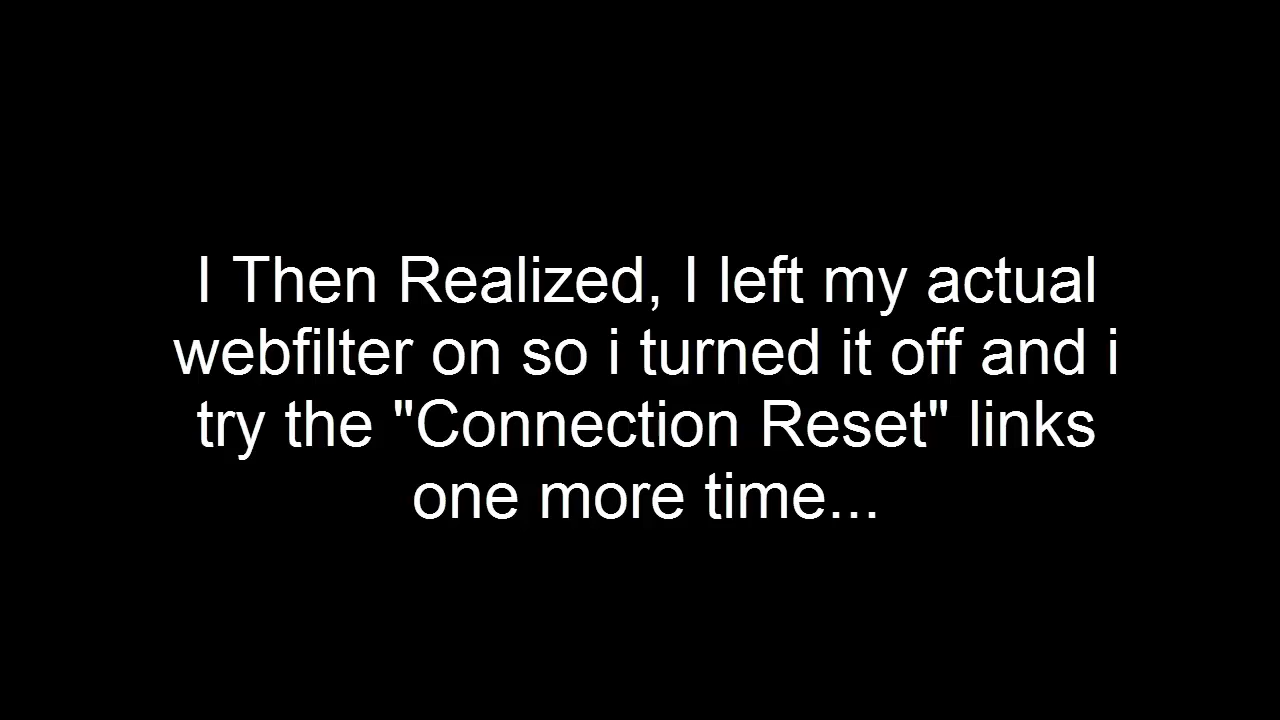 I Then Realized, I left my actual
webfilter on so i turned it off and i
try the "Connection Reset" links
one more time...